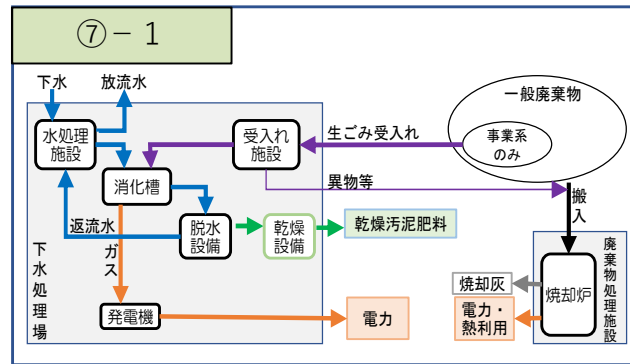 ⑦－１
下水
放流水
一般廃棄物
水処理
施設
受入れ
施設
生ごみ受入れ
事業系
のみ
消化槽
異物等
搬入
返流水
脱水
設備
乾燥
設備
乾燥汚泥肥料
ガス
下水処理場
発電機
電力
焼却灰
電力・
熱利用
焼却炉
廃棄物処理施設